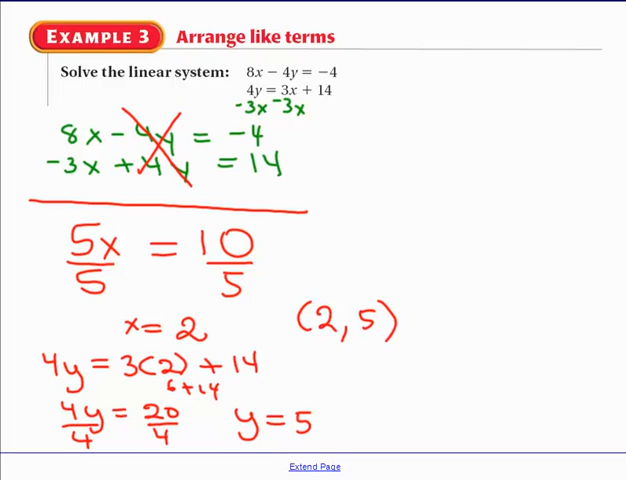 EXAMPLE 3 Arrange like terms
Solve the linear system: 8x − 4y = −4
4y = 3x + 14
-3x -3x
8x - 4y = -4
-3x + 4y = 14
5x = 10
5 5
x = 2 (2, 5)
4y = 3(2) + 14
6 + 14
4y = 20 y = 5
4 4
Extend Page